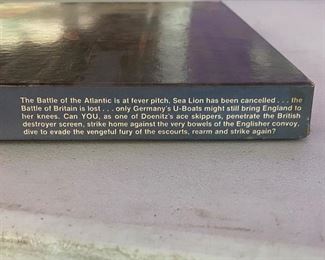 The Battle of the Atlantic is at fever pitch, Sea Lion has been cancelled . . . the
Battle of Britain is lost . . . only Germany's U-Boats might still bring England to
her knees. Can YOU, as one of Doenitz's ace skippers, penetrate the British
destroyer screen, strike home against the very bowels of the Englisher convoy,
dive to evade the vengeful fury of the escourts, rearm and strike again?